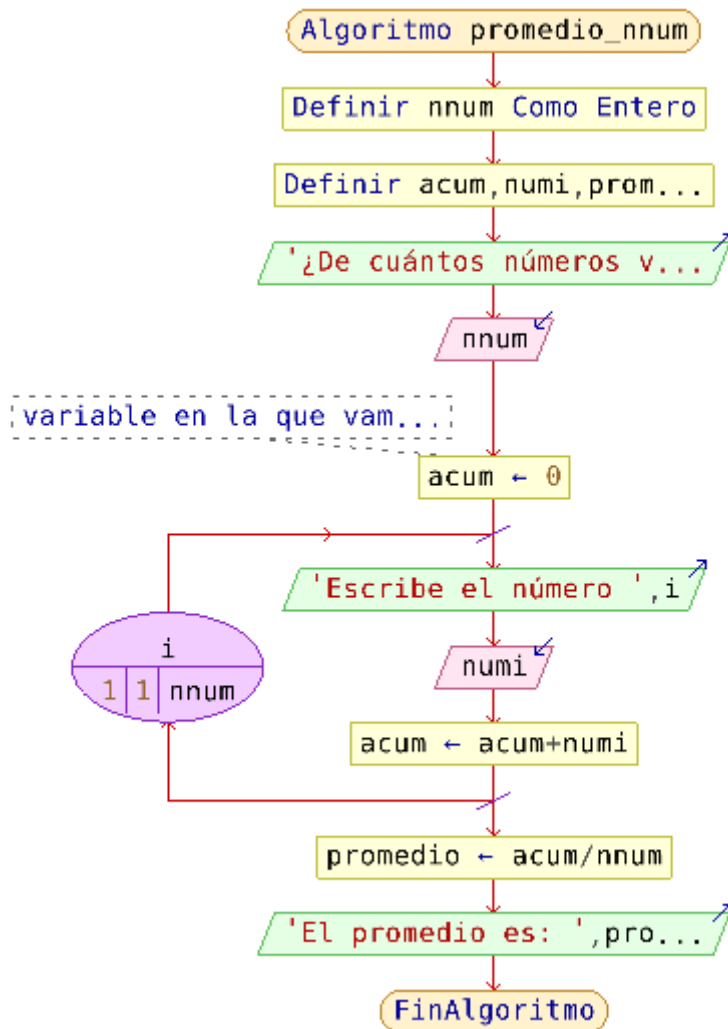 Algoritmo promedio_nnum
Definir nnum Como Entero
Definir acum,numi,prom...
'¿De cuántos números v...
nnum
variable en la que vam...
acum ← 0
'Escribe el número ',i
i
1 1 nnum
numi
acum ← acum+numi
promedio ← acum/nnum
'El promedio es: ',pro...
FinAlgoritmo